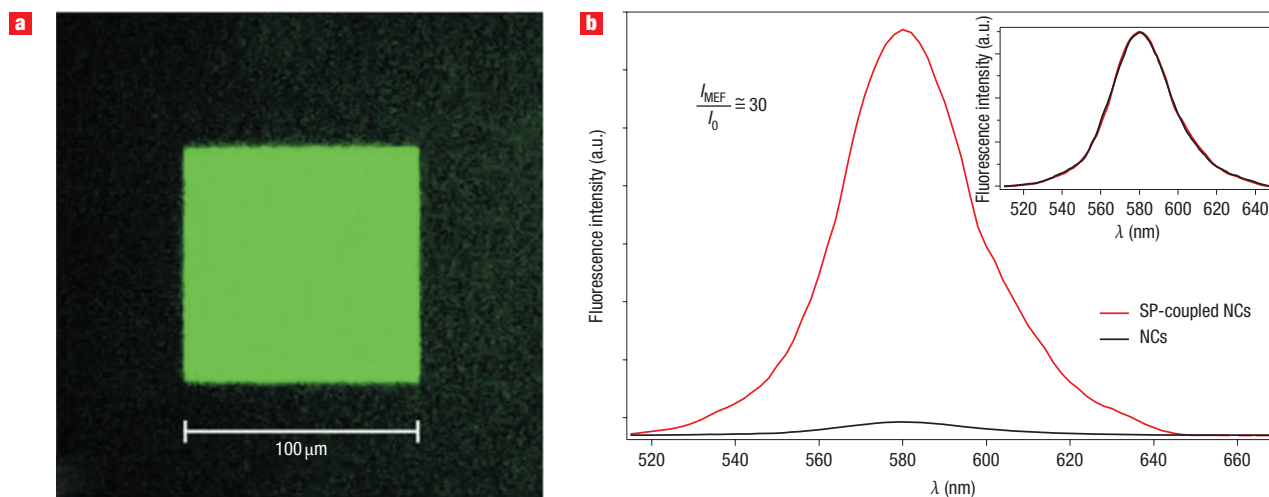 a
100 μm
b
Fluorescence intensity (a.u.)
I_MEF / I_0 ≅ 30
SP-coupled NCs
NCs
520 540 560 580 600 620 640 660
λ (nm)
Fluorescence intensity (a.u.)
520 540 560 580 600 620 640
λ (nm)